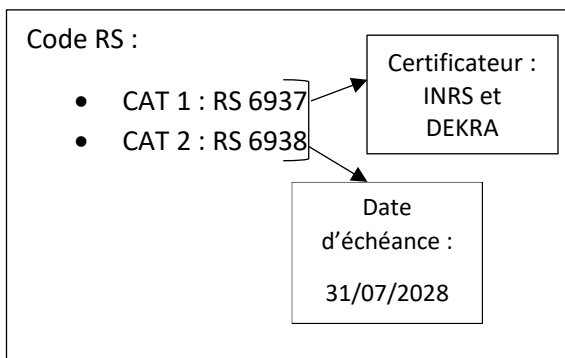 Code RS :
• CAT 1 : RS 6937
• CAT 2 : RS 6938
Certificateur :
INRS et
DEKRA
Date
d'échéance :
31/07/2028